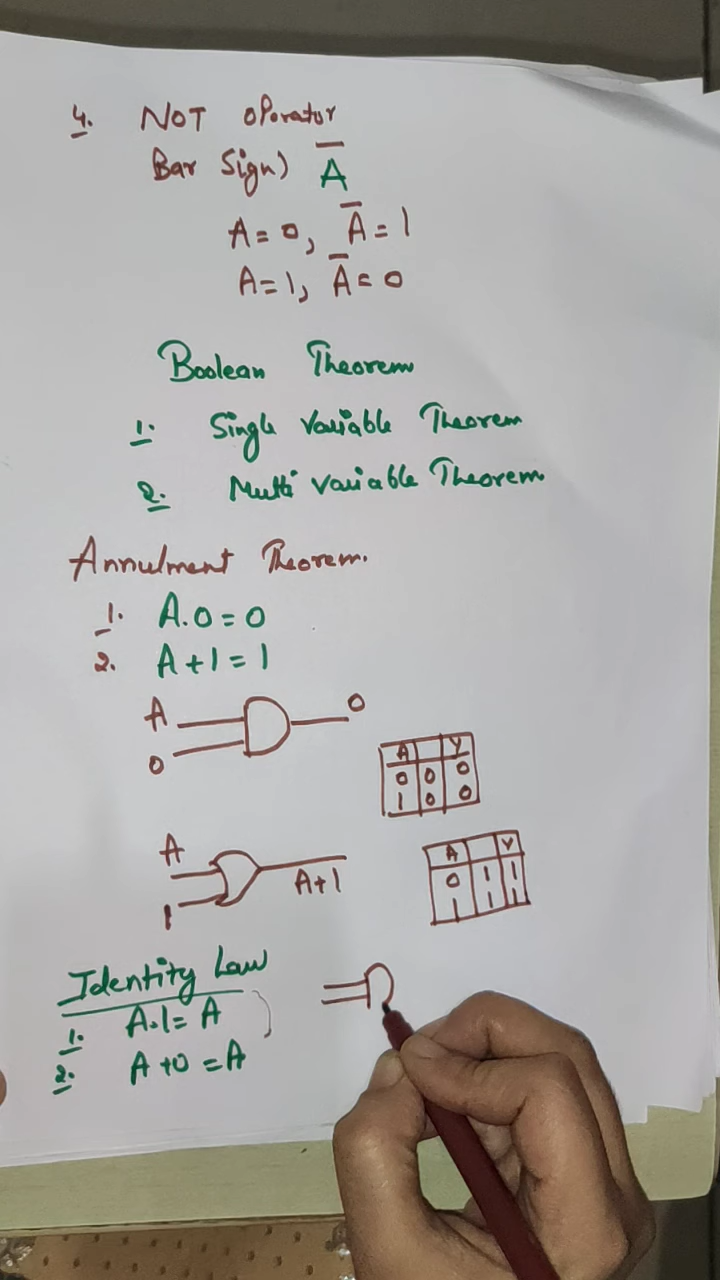 4. NOT operator
Bar Sign) A̅
A = 0, A̅ = 1
A = 1, A̅ = 0
Boolean Theorem
1. Single Variable Theorem
2. Multi Variable Theorem
Annulment Theorem.
1. A.0 = 0
2. A + 1 = 1
A 0
0
A Y
0 0 0
1 0 0
A
A+1
1
A Y
0 1 1
1 1 1
Identity Law
1. A.1 = A
2. A + 0 = A